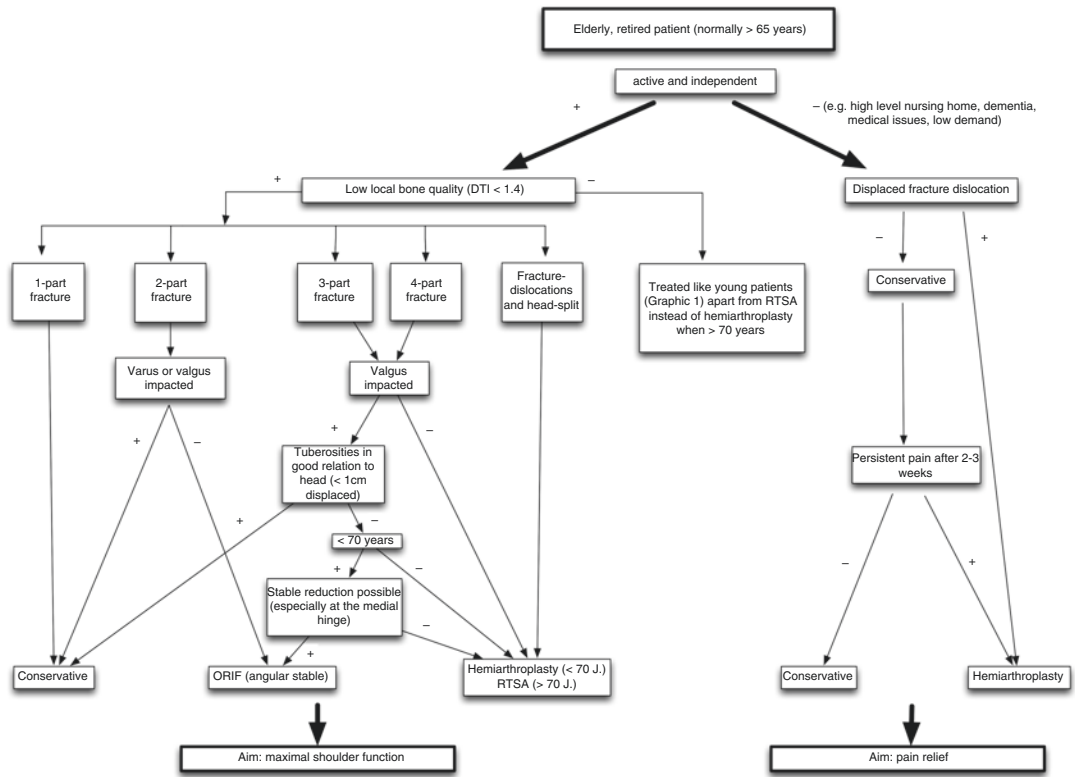 Elderly, retired patient (normally > 65 years)
active and independent
+
– (e.g. high level nursing home, dementia,
medical issues, low demand)
+
Low local bone quality (DTI < 1.4)
–
Displaced fracture dislocation
–
+
1-part
fracture
2-part
fracture
3-part
fracture
4-part
fracture
Fracture-
dislocations
and head-split
Treated like young patients
(Graphic 1) apart from RTSA
instead of hemiarthroplasty
when > 70 years
Conservative
Varus or valgus
impacted
Valgus
impacted
+
–
+
–
Tuberosities in
good relation to
head (< 1cm
displaced)
Persistent pain after 2-3
weeks
+
–
< 70 years
+
–
Stable reduction possible
(especially at the medial
hinge)
–
+
–
+
Conservative
ORIF (angular stable)
Hemiarthroplasty (< 70 J.)
RTSA (> 70 J.)
Conservative
Hemiarthroplasty
Aim: maximal shoulder function
Aim: pain relief